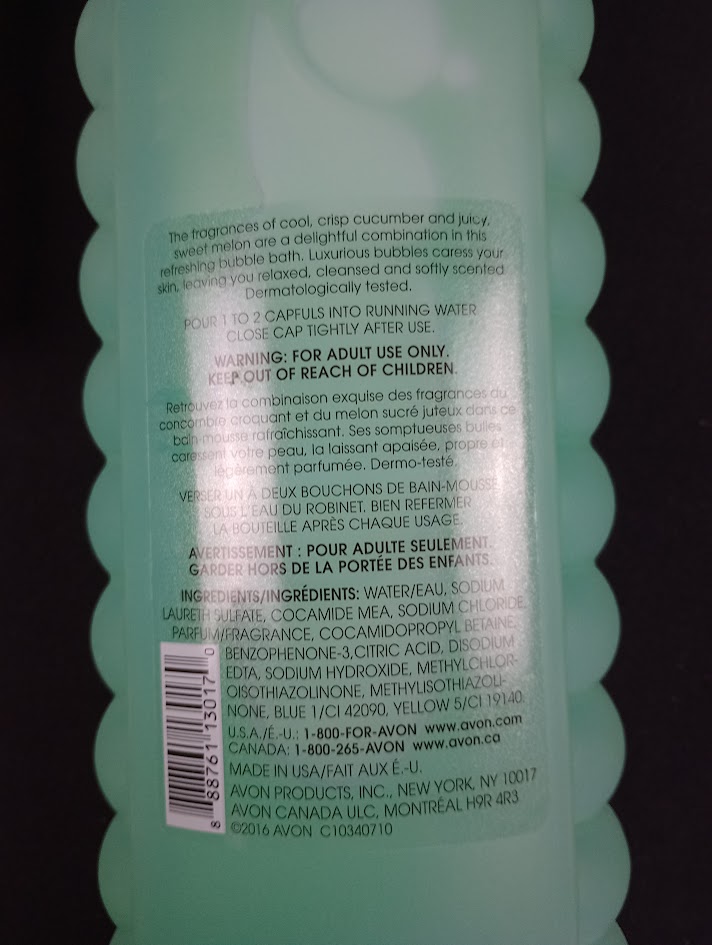 The fragrances of cool, crisp cucumber and juicy,
sweet melon are a delightful combination in this
refreshing bubble bath. Luxurious bubbles caress your
skin, leaving you relaxed, cleansed and softly scented.
Dermatologically tested.
POUR 1 TO 2 CAPFULS INTO RUNNING WATER
CLOSE CAP TIGHTLY AFTER USE.
WARNING: FOR ADULT USE ONLY.
KEEP OUT OF REACH OF CHILDREN.
Retrouvez la combinaison exquise des fragrances du
concombre croquant et du melon sucré juteux dans ce
bain-mousse rafraîchissant. Ses somptueuses bulles
caressent votre peau, la laissant apaisée, propre et
légèrement parfumée. Dermo-testé.
VERSER UN À DEUX BOUCHONS DE BAIN-MOUSSE
SOUS L'EAU DU ROBINET. BIEN REFERMER
LA BOUTEILLE APRÈS CHAQUE USAGE.
AVERTISSEMENT : POUR ADULTE SEULEMENT.
GARDER HORS DE LA PORTÉE DES ENFANTS.
INGREDIENTS/INGRÉDIENTS: WATER/EAU, SODIUM
LAURETH SULFATE, COCAMIDE MEA, SODIUM CHLORIDE,
PARFUM/FRAGRANCE, COCAMIDOPROPYL BETAINE,
BENZOPHENONE-3,CITRIC ACID, DISODIUM
EDTA, SODIUM HYDROXIDE, METHYLCHLOR-
OISOTHIAZOLINONE, METHYLISOTHIAZOLI-
NONE, BLUE 1/CI 42090, YELLOW 5/CI 19140.
U.S.A./É.-U.: 1-800-FOR-AVON www.avon.com
CANADA: 1-800-265-AVON www.avon.ca
MADE IN USA/FAIT AUX É.-U.
AVON PRODUCTS, INC., NEW YORK, NY 10017
AVON CANADA ULC, MONTRÉAL H9R 4R3
©2016 AVON C10340710
8 88761 13017 0